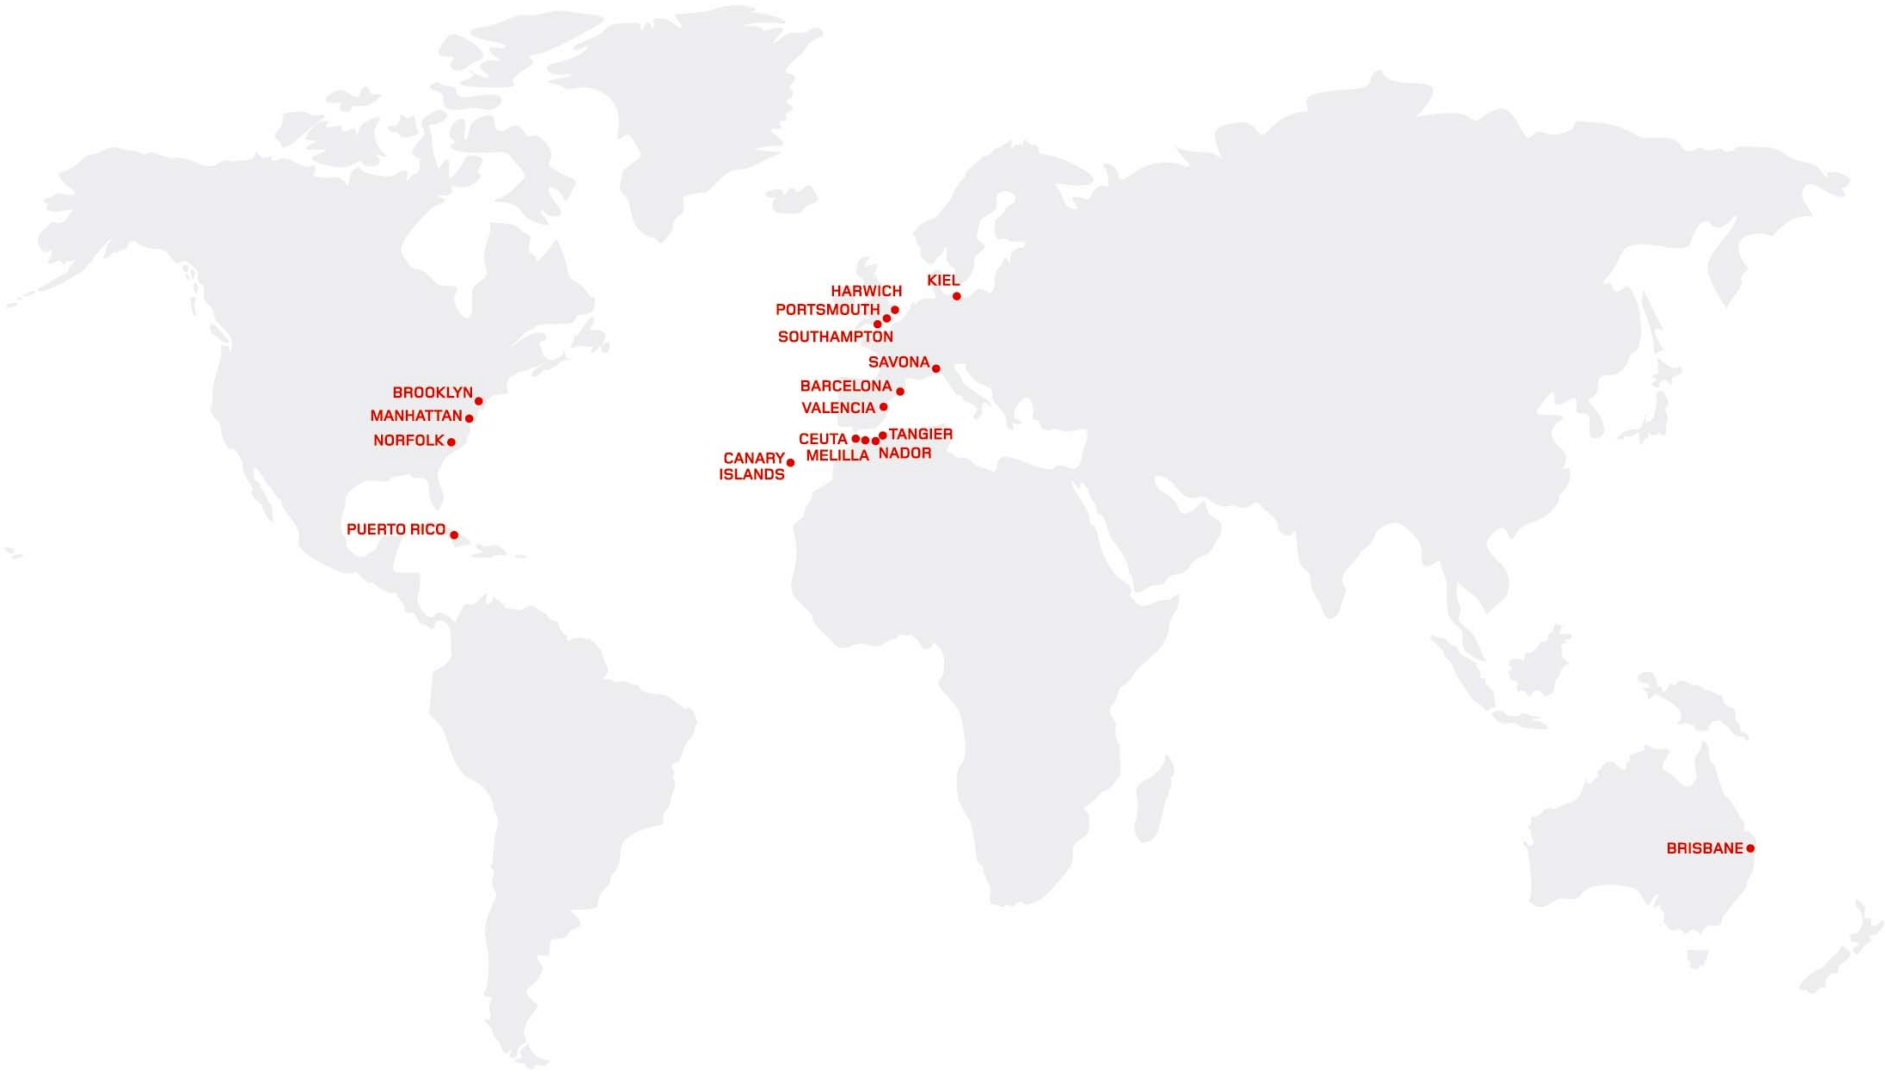 KIEL
HARWICH
PORTSMOUTH
SOUTHAMPTON
SAVONA
BARCELONA
VALENCIA
BROOKLYN
MANHATTAN
NORFOLK
TANGIER
CEUTA
MELILLA
NADOR
CANARY
ISLANDS
PUERTO RICO
BRISBANE